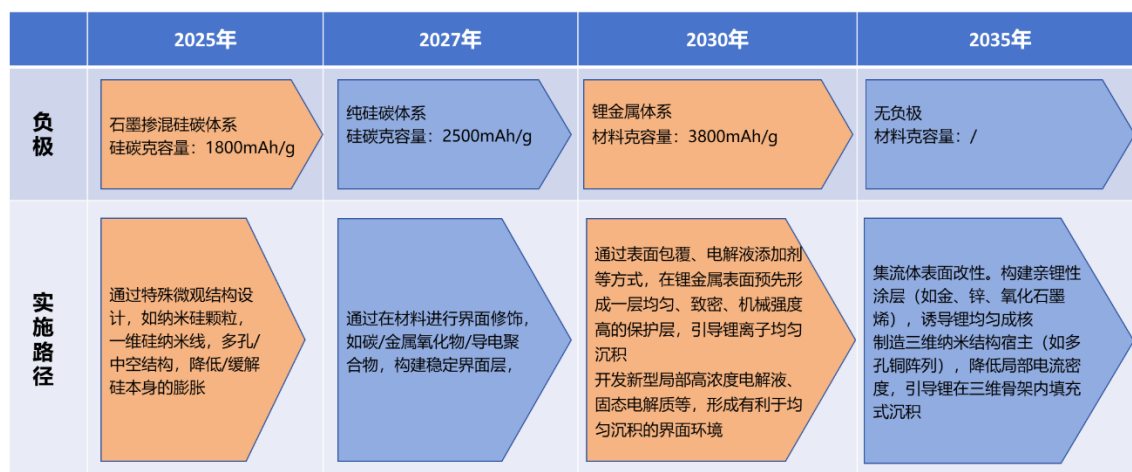 2025年
2027年
2030年
2035年
负极
石墨掺混硅碳体系
硅碳克容量：1800mAh/g
纯硅碳体系
硅碳克容量：2500mAh/g
锂金属体系
材料克容量：3800mAh/g
无负极
材料克容量：/
实施路径
通过特殊微观结构设
计，如纳米硅颗粒，
一维硅纳米线，多孔/
中空结构，降低/缓解
硅本身的膨胀
通过在材料进行界面修饰，
如碳/金属氧化物/导电聚
合物，构建稳定界面层，
通过表面包覆、电解液添加剂
等方式，在锂金属表面预先形
成一层均匀、致密、机械强度
高的保护层，引导锂离子均匀
沉积
开发新型局部高浓度电解液、
固态电解质等，形成有利于均
匀沉积的界面环境
集流体表面改性。构建亲锂性
涂层（如金、锌、氧化石墨
烯），诱导锂均匀成核
制造三维纳米结构宿主（如多
孔铜阵列），降低局部电流密
度，引导锂在三维骨架内填充
式沉积